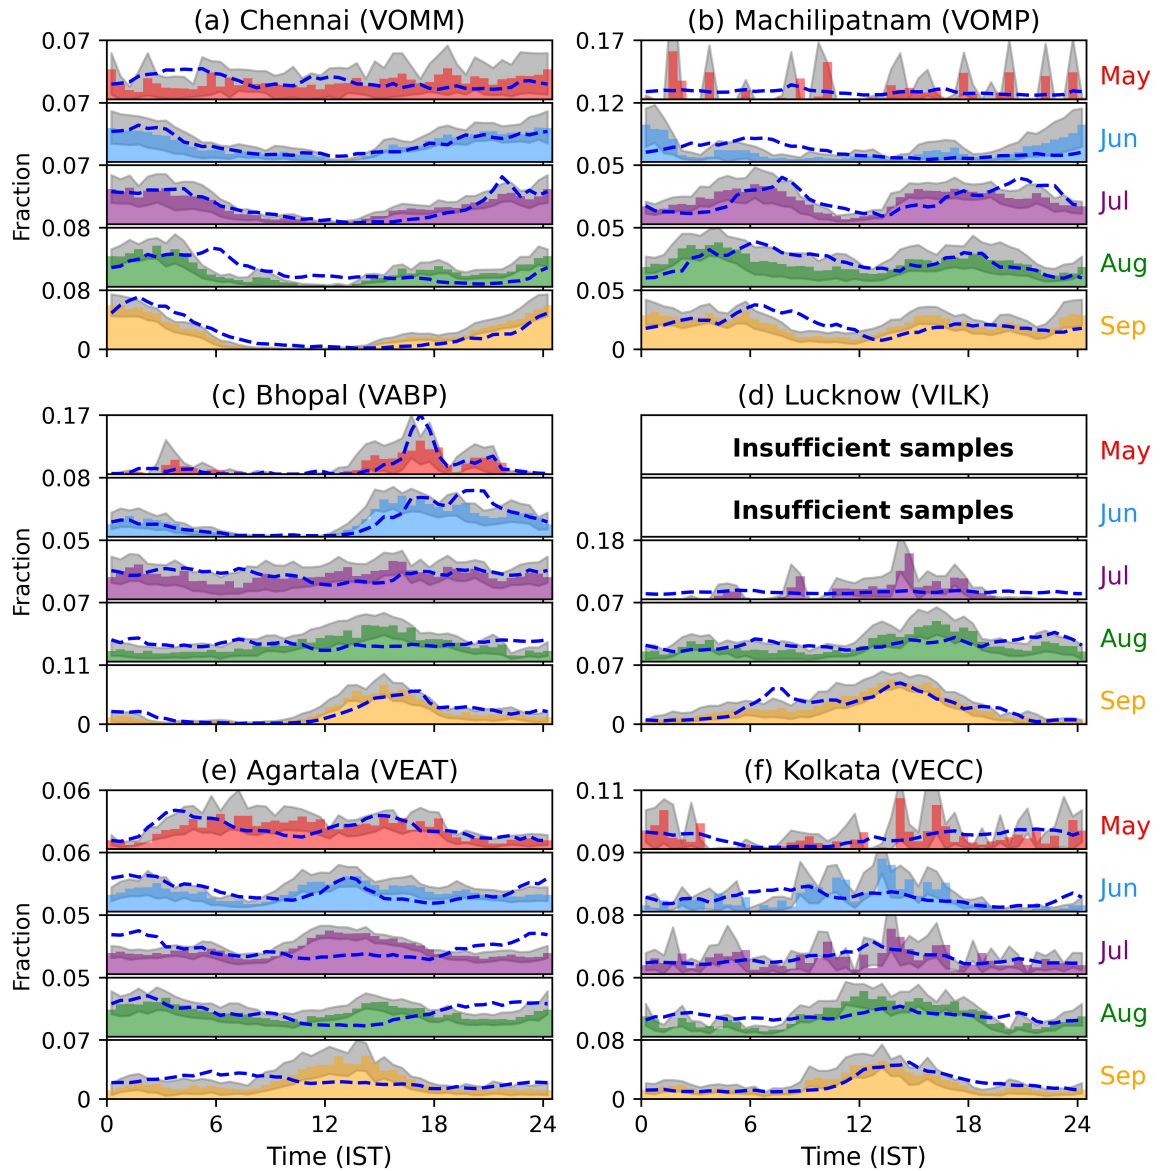 (a) Chennai (VOMM)
(b) Machilipatnam (VOMP)
0.07
0.17
May
0.07
0.12
Jun
0.07
0.05
Jul
0.08
0.05
Aug
0.08
0.05
Sep
0
0
Fraction
(c) Bhopal (VABP)
(d) Lucknow (VILK)
0.17
Insufficient samples
May
0.08
Insufficient samples
Jun
0.05
0.18
Jul
0.07
0.07
Aug
0.11
0.07
Sep
0
0
Fraction
(e) Agartala (VEAT)
(f) Kolkata (VECC)
0.06
0.11
May
0.06
0.09
Jun
0.05
0.08
Jul
0.05
0.06
Aug
0.07
0.08
Sep
0
0
Fraction
0 6 12 18 24
0 6 12 18 24
Time (IST)
Time (IST)